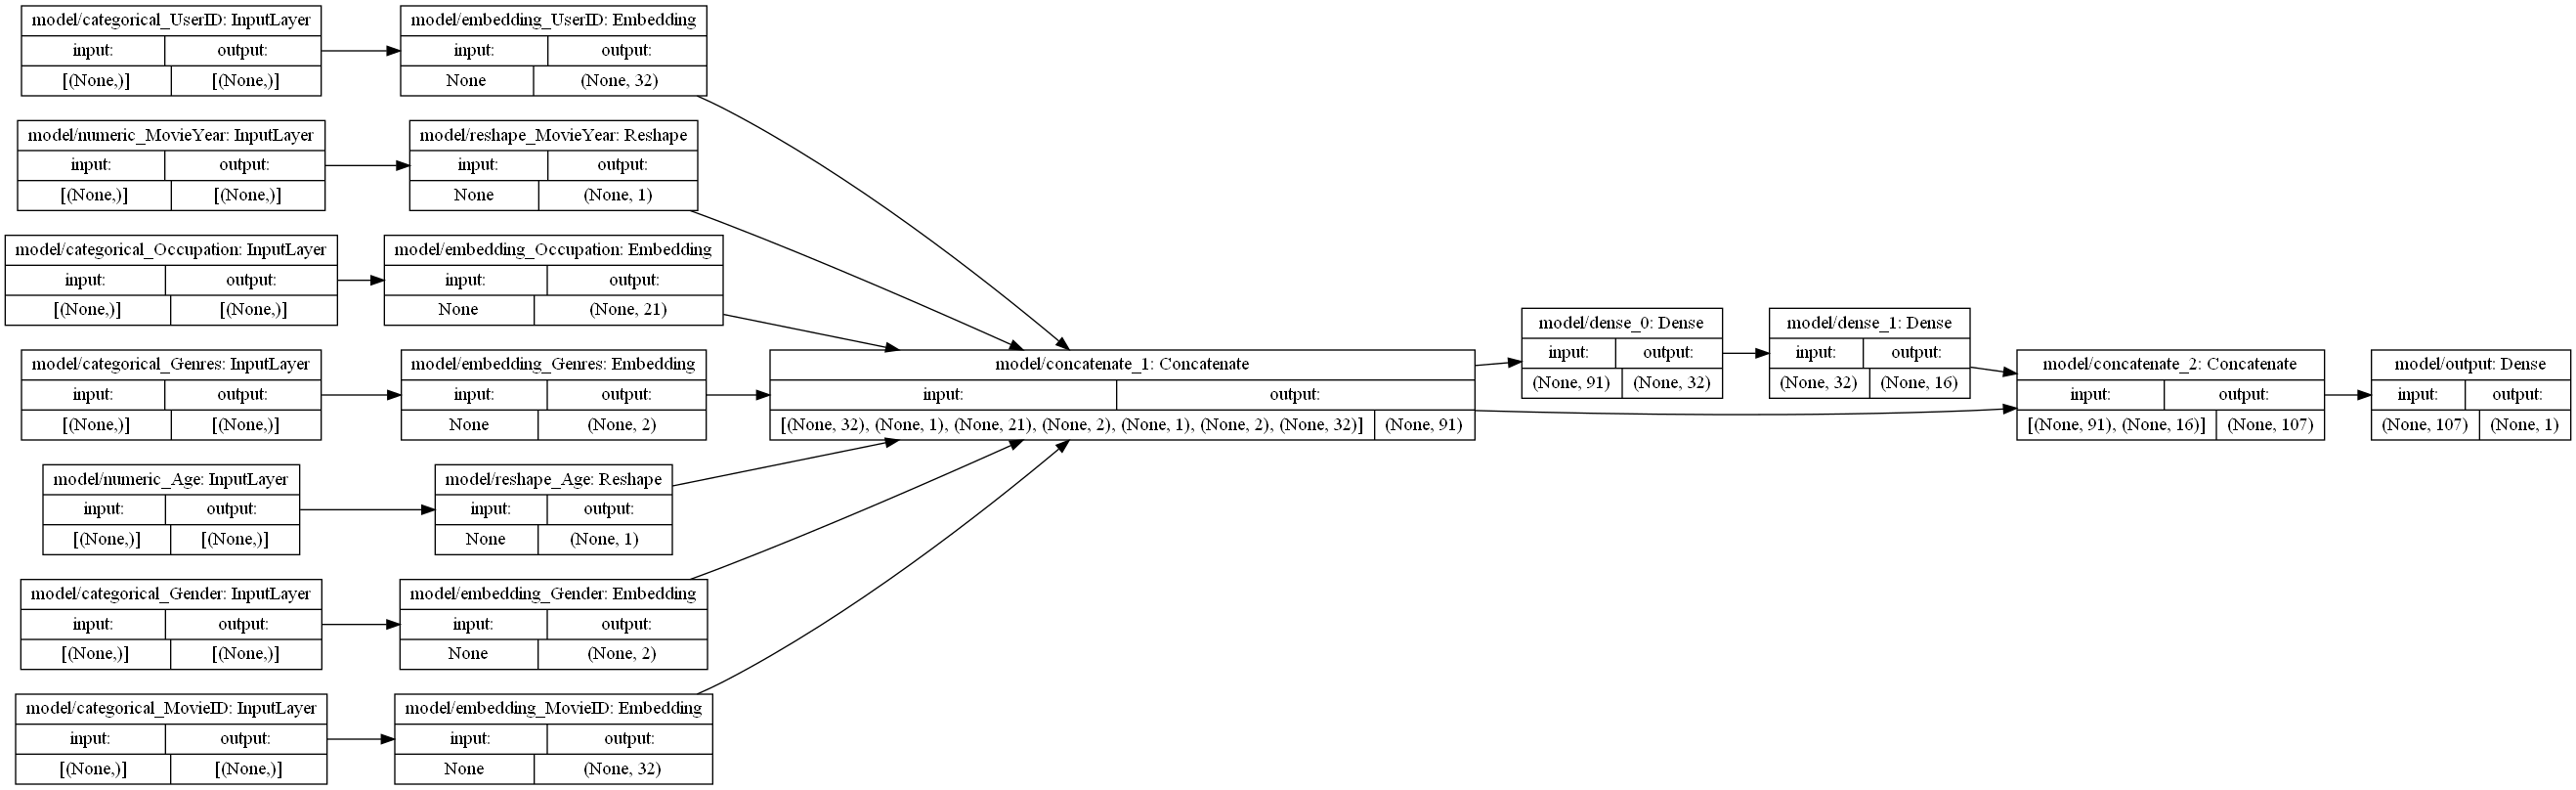 model/categorical_UserID: InputLayer
input: output:
[(None,)] [(None,)]
model/embedding_UserID: Embedding
input: output:
None (None, 32)
model/numeric_MovieYear: InputLayer
input: output:
[(None,)] [(None,)]
model/reshape_MovieYear: Reshape
input: output:
None (None, 1)
model/categorical_Occupation: InputLayer
input: output:
[(None,)] [(None,)]
model/embedding_Occupation: Embedding
input: output:
None (None, 21)
model/categorical_Genres: InputLayer
input: output:
[(None,)] [(None,)]
model/embedding_Genres: Embedding
input: output:
None (None, 2)
model/numeric_Age: InputLayer
input: output:
[(None,)] [(None,)]
model/reshape_Age: Reshape
input: output:
None (None, 1)
model/categorical_Gender: InputLayer
input: output:
[(None,)] [(None,)]
model/embedding_Gender: Embedding
input: output:
None (None, 2)
model/categorical_MovieID: InputLayer
input: output:
[(None,)] [(None,)]
model/embedding_MovieID: Embedding
input: output:
None (None, 32)
model/concatenate_1: Concatenate
input: output:
[(None, 32), (None, 1), (None, 21), (None, 2), (None, 1), (None, 2), (None, 32)] (None, 91)
model/dense_0: Dense
input: output:
(None, 91) (None, 32)
model/dense_1: Dense
input: output:
(None, 32) (None, 16)
model/concatenate_2: Concatenate
input: output:
[(None, 91), (None, 16)] (None, 107)
model/output: Dense
input: output:
(None, 107) (None, 1)